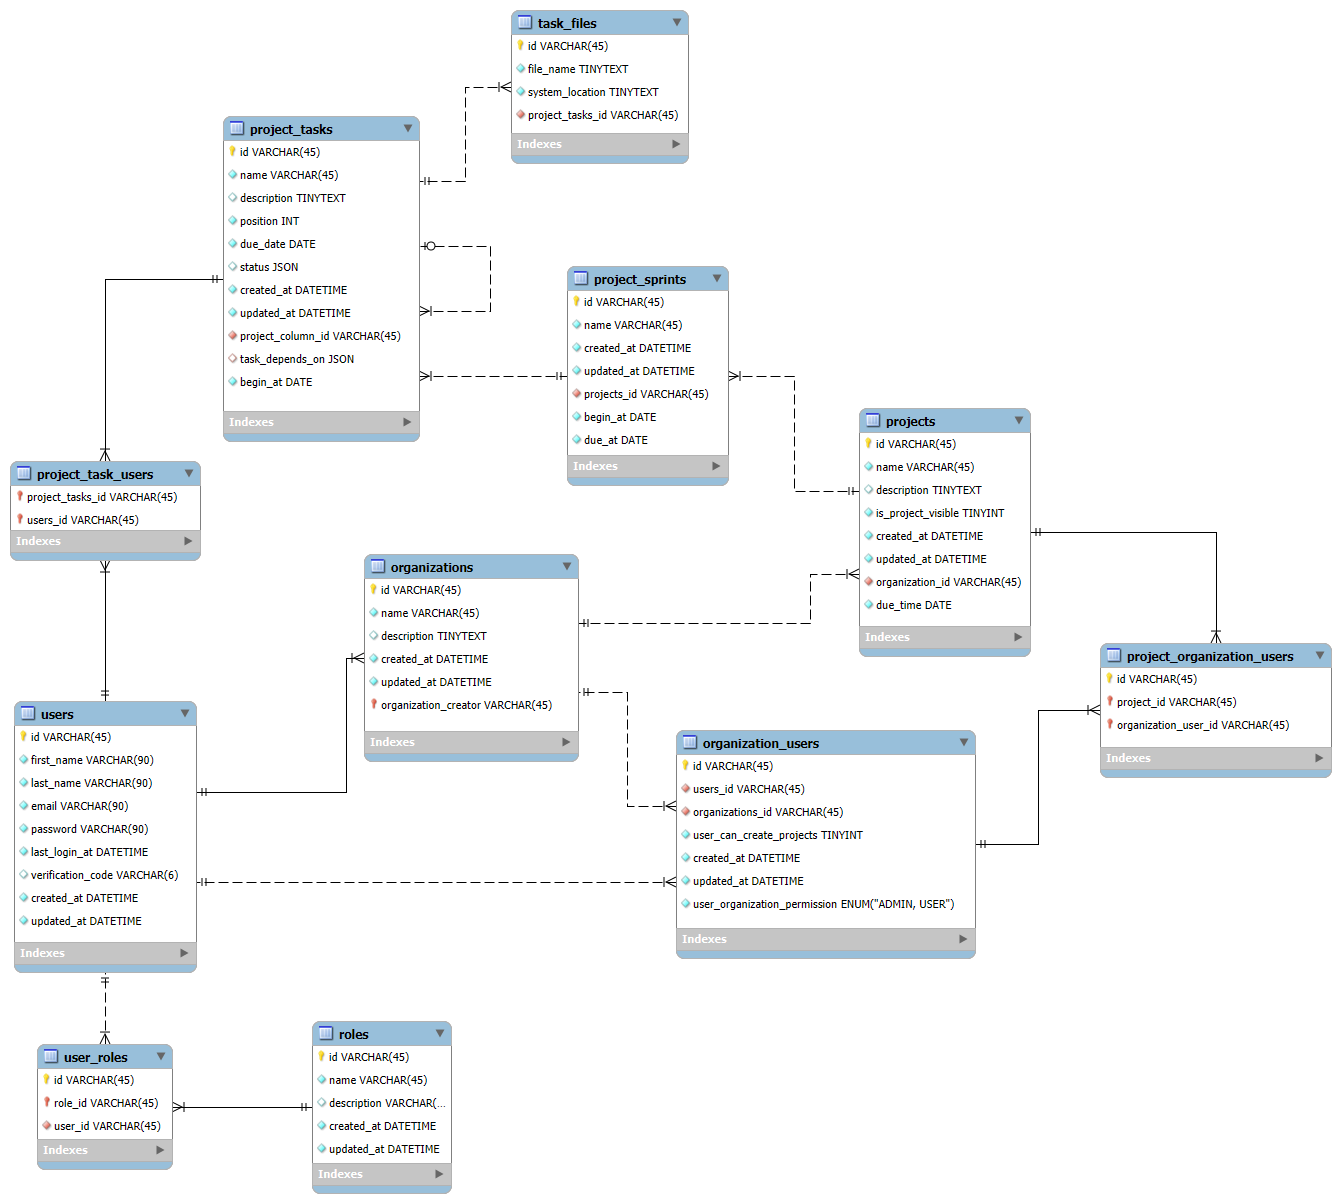 task_files
id VARCHAR(45)
file_name TINYTEXT
system_location TINYTEXT
project_tasks_id VARCHAR(45)
Indexes
project_tasks
id VARCHAR(45)
name VARCHAR(45)
description TINYTEXT
position INT
due_date DATE
status JSON
created_at DATETIME
updated_at DATETIME
project_column_id VARCHAR(45)
task_depends_on JSON
begin_at DATE
Indexes
project_sprints
id VARCHAR(45)
name VARCHAR(45)
created_at DATETIME
updated_at DATETIME
projects_id VARCHAR(45)
begin_at DATE
due_at DATE
Indexes
projects
id VARCHAR(45)
name VARCHAR(45)
description TINYTEXT
is_project_visible TINYINT
created_at DATETIME
updated_at DATETIME
organization_id VARCHAR(45)
due_time DATE
Indexes
project_task_users
project_tasks_id VARCHAR(45)
users_id VARCHAR(45)
Indexes
organizations
id VARCHAR(45)
name VARCHAR(45)
description TINYTEXT
created_at DATETIME
updated_at DATETIME
organization_creator VARCHAR(45)
Indexes
project_organization_users
id VARCHAR(45)
project_id VARCHAR(45)
organization_user_id VARCHAR(45)
Indexes
users
id VARCHAR(45)
first_name VARCHAR(90)
last_name VARCHAR(90)
email VARCHAR(90)
password VARCHAR(90)
last_login_at DATETIME
verification_code VARCHAR(6)
created_at DATETIME
updated_at DATETIME
Indexes
organization_users
id VARCHAR(45)
users_id VARCHAR(45)
organizations_id VARCHAR(45)
user_can_create_projects TINYINT
created_at DATETIME
updated_at DATETIME
user_organization_permission ENUM("ADMIN, USER")
Indexes
user_roles
id VARCHAR(45)
role_id VARCHAR(45)
user_id VARCHAR(45)
Indexes
roles
id VARCHAR(45)
name VARCHAR(45)
description VARCHAR(...
created_at DATETIME
updated_at DATETIME
Indexes